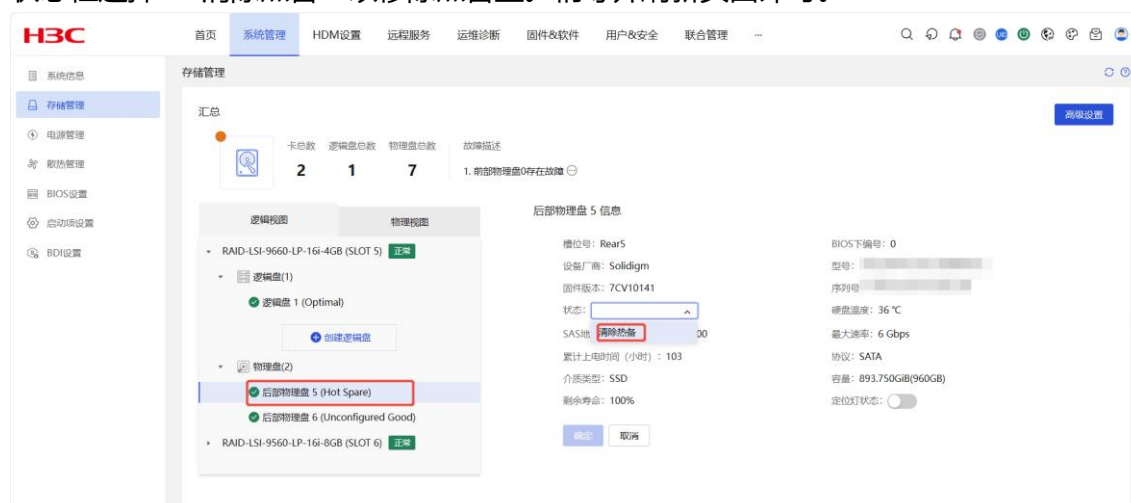 H3C
首页 系统管理 HDM设置 远程服务 运维诊断 固件&软件 用户&安全 联合管理 ···
系统信息
存储管理
电源管理
散热管理
BIOS设置
启动项设置
BDI设置
存储管理
汇总
高级设置
卡总数 逻辑盘总数 物理盘总数 故障描述
2 1 7 1. 前部物理盘0存在故障
逻辑视图 物理视图
RAID-LSI-9660-LP-16i-4GB (SLOT 5) 正常
逻辑盘(1)
逻辑盘 1 (Optimal)
创建逻辑盘
物理盘(2)
后部物理盘 5 (Hot Spare)
后部物理盘 6 (Unconfigured Good)
RAID-LSI-9560-LP-16i-8GB (SLOT 6) 正常
后部物理盘 5 信息
槽位号: Rear5 BIOS下编号: 0
设备厂商: Solidigm 型号:
固件版本: 7CV10141 序列号
状态: 硬盘温度: 36 ℃
清除热备
SAS地 00 最大速率: 6 Gbps
累计上电时间（小时）: 103 协议: SATA
介质类型: SSD 容量: 893.750GiB(960GB)
剩余寿命: 100% 定位灯状态:
确定 取消